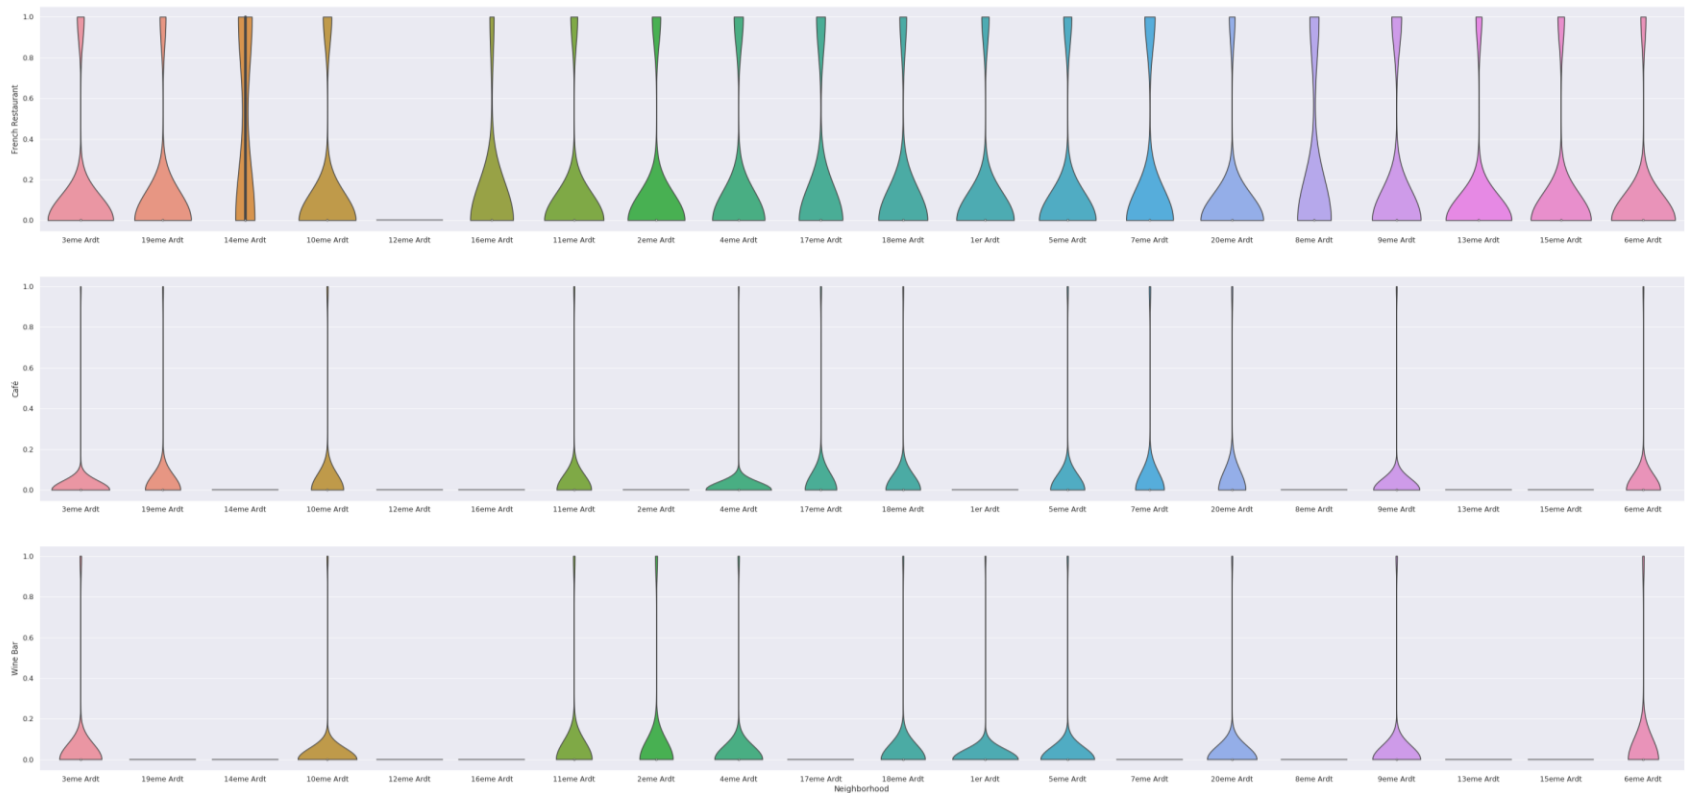 French Restaurant
1.0
0.8
0.6
0.4
0.2
0.0
3eme Ardt 19eme Ardt 14eme Ardt 10eme Ardt 12eme Ardt 16eme Ardt 11eme Ardt 2eme Ardt 4eme Ardt 17eme Ardt 18eme Ardt 1er Ardt 5eme Ardt 7eme Ardt 20eme Ardt 8eme Ardt 9eme Ardt 13eme Ardt 15eme Ardt 6eme Ardt
Café
1.0
0.8
0.6
0.4
0.2
0.0
3eme Ardt 19eme Ardt 14eme Ardt 10eme Ardt 12eme Ardt 16eme Ardt 11eme Ardt 2eme Ardt 4eme Ardt 17eme Ardt 18eme Ardt 1er Ardt 5eme Ardt 7eme Ardt 20eme Ardt 8eme Ardt 9eme Ardt 13eme Ardt 15eme Ardt 6eme Ardt
Wine Bar
1.0
0.8
0.6
0.4
0.2
0.0
3eme Ardt 19eme Ardt 14eme Ardt 10eme Ardt 12eme Ardt 16eme Ardt 11eme Ardt 2eme Ardt 4eme Ardt 17eme Ardt 18eme Ardt 1er Ardt 5eme Ardt 7eme Ardt 20eme Ardt 8eme Ardt 9eme Ardt 13eme Ardt 15eme Ardt 6eme Ardt
Neighborhood